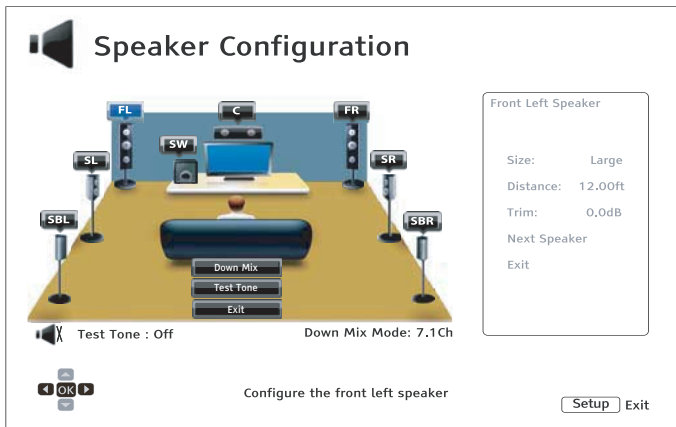 Speaker Configuration
FL
C
FR
SW
SL
SR
SBL
SBR
Down Mix
Test Tone
Exit
Test Tone : Off
Down Mix Mode: 7.1Ch
Front Left Speaker
Size: Large
Distance: 12.00ft
Trim: 0.0dB
Next Speaker
Exit
OK
Configure the front left speaker
Setup Exit